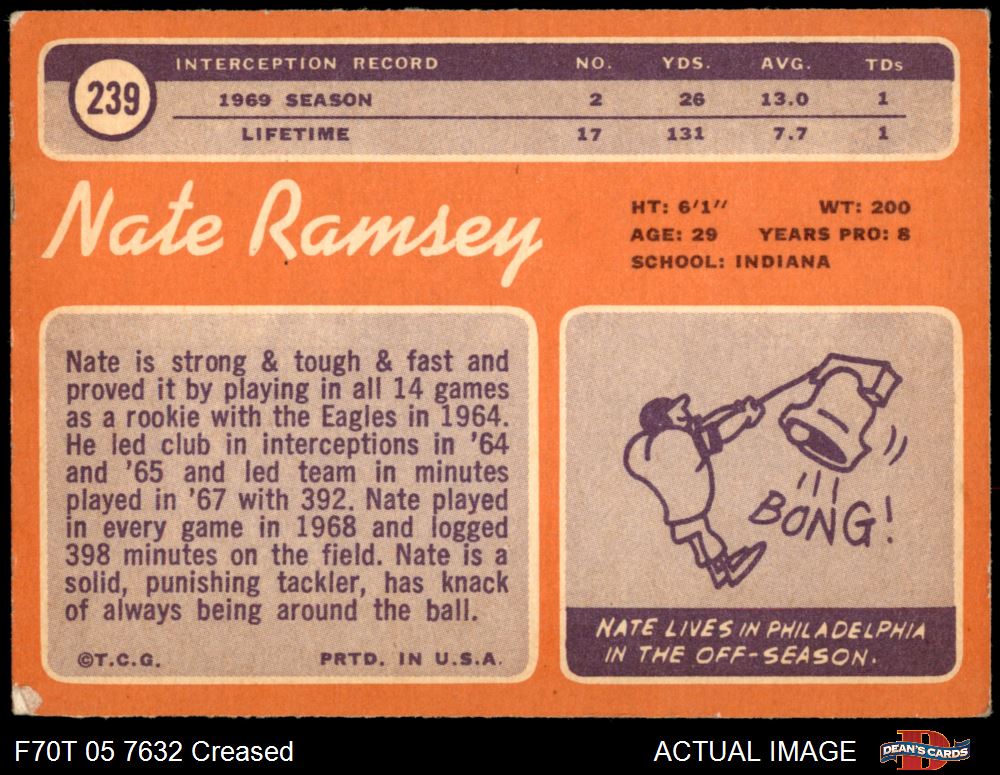 INTERCEPTION RECORD NO. YDS. AVG. TDs
239
1969 SEASON 2 26 13.0 1
LIFETIME 17 131 7.7 1
Nate Ramsey
HT: 6'1" WT: 200
AGE: 29 YEARS PRO: 8
SCHOOL: INDIANA
Nate is strong & tough & fast and
proved it by playing in all 14 games
as a rookie with the Eagles in 1964.
He led club in interceptions in '64
and '65 and led team in minutes
played in '67 with 392. Nate played
in every game in 1968 and logged
398 minutes on the field. Nate is a
solid, punishing tackler, has knack
of always being around the ball.
©T.C.G. PRTD. IN U.S.A.
BONG!
NATE LIVES IN PHILADELPHIA
IN THE OFF-SEASON.
F70T 05 7632 Creased ACTUAL IMAGE
D
DEAN'S CARDS